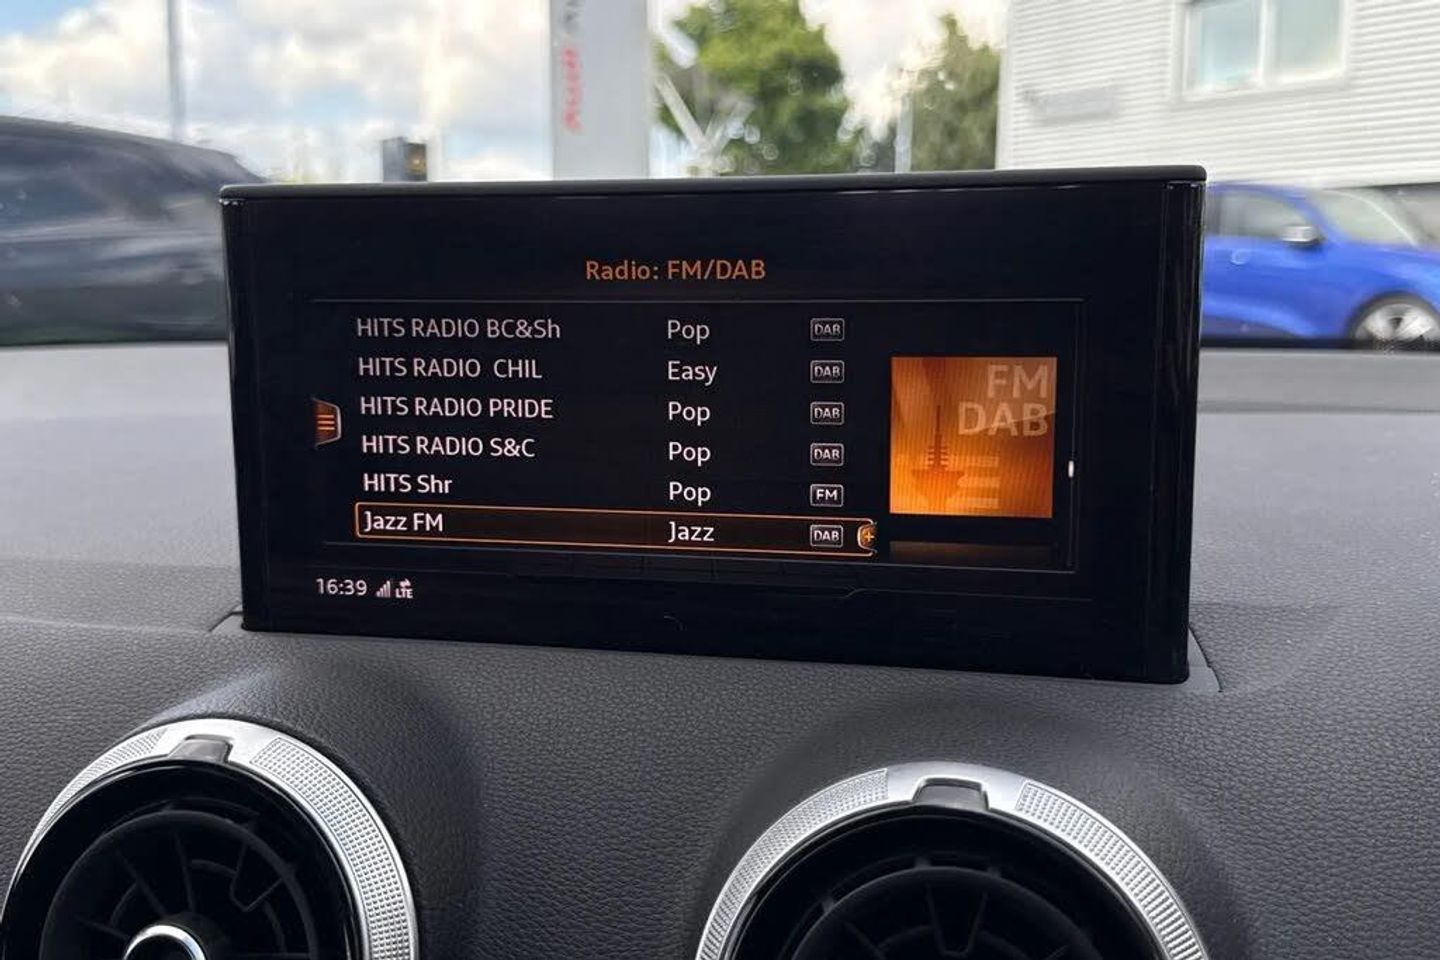 Audi
Radio: FM/DAB
HITS RADIO BC&Sh Pop DAB
HITS RADIO CHIL Easy DAB
HITS RADIO PRIDE Pop DAB
HITS RADIO S&C Pop DAB
HITS Shr Pop FM
Jazz FM Jazz DAB
FM
DAB
16:39 LTE